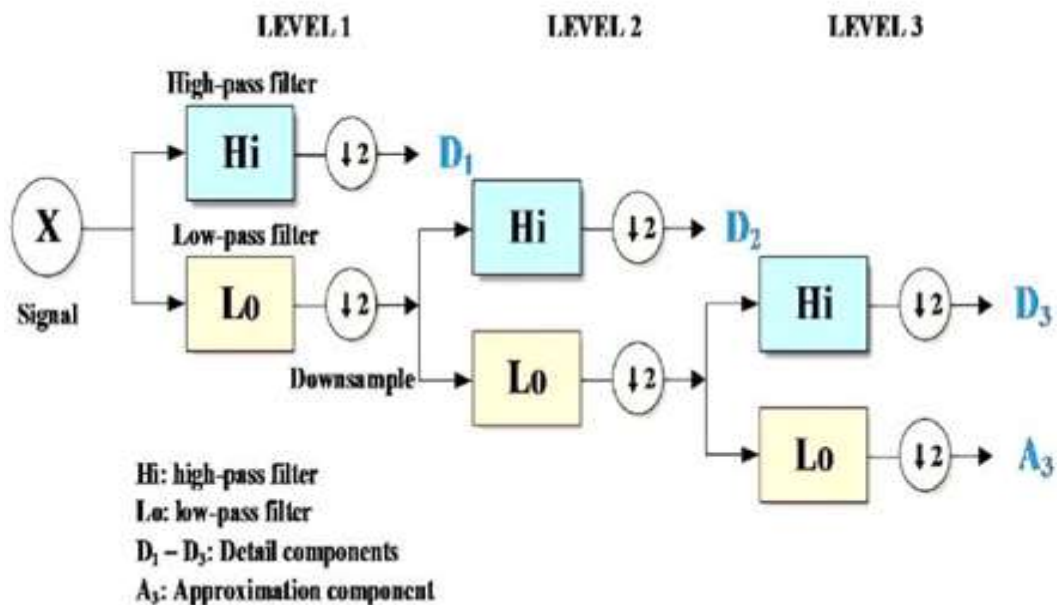 LEVEL 1 LEVEL 2 LEVEL 3
High-pass filter
Hi ↓2 D₁
Hi ↓2 D₂
X
Low-pass filter
Lo ↓2
Hi ↓2 D₃
Signal
Downsample
Lo ↓2
Lo ↓2 A₃
Hi: high-pass filter
Lo: low-pass filter
D₁ – D₃: Detail components
A₃: Approximation component